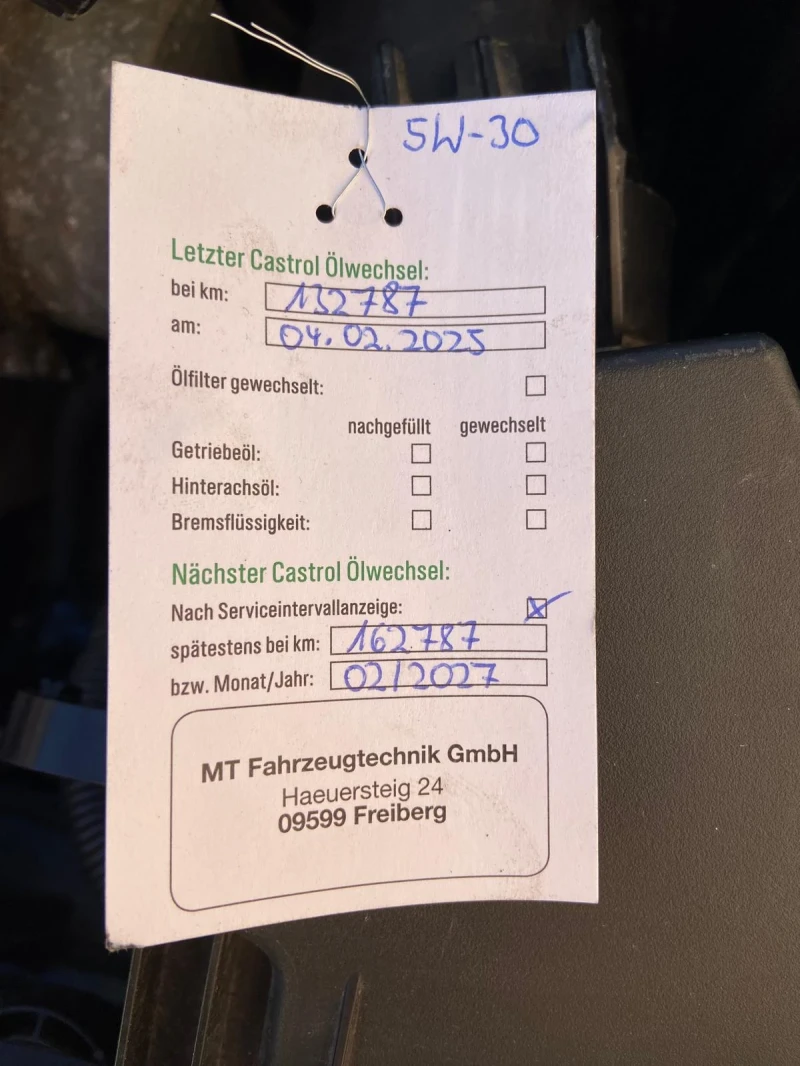 5W-30
Letzter Castrol Ölwechsel:
bei km: 132787
am: 04.02.2025
Ölfilter gewechselt:
nachgefüllt gewechselt
Getriebeöl:
Hinterachsöl:
Bremsflüssigkeit:
Nächster Castrol Ölwechsel:
Nach Serviceintervallanzeige:
spätestens bei km: 162787
bzw. Monat/Jahr: 02/2027
MT Fahrzeugtechnik GmbH
Haeuersteig 24
09599 Freiberg